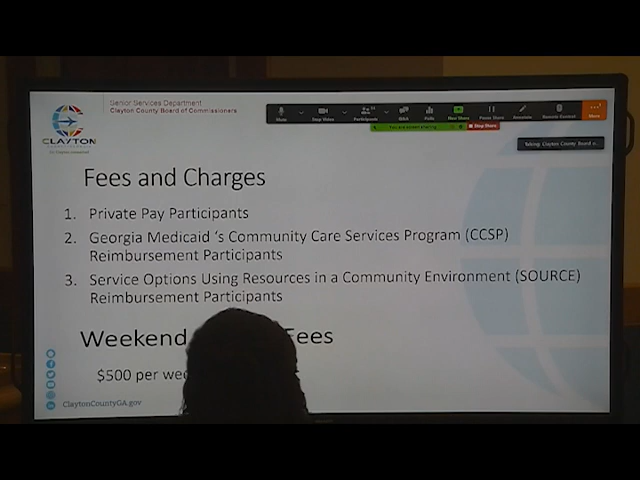 Senior Services Department
Clayton County Board of Commissioners
CLAYTON
Mute
Stop Video
Participants
Q&A
Polls
New Share
Pause Share
Annotate
Remote Control
More
You are screen sharing
Stop Share
Talking: Clayton County Board o...
Fees and Charges
1. Private Pay Participants
2. Georgia Medicaid 's Community Care Services Program (CCSP)
Reimbursement Participants
3. Service Options Using Resources in a Community Environment (SOURCE)
Reimbursement Participants
Weekend Fees
$500 per wee
ClaytonCountyGA.gov